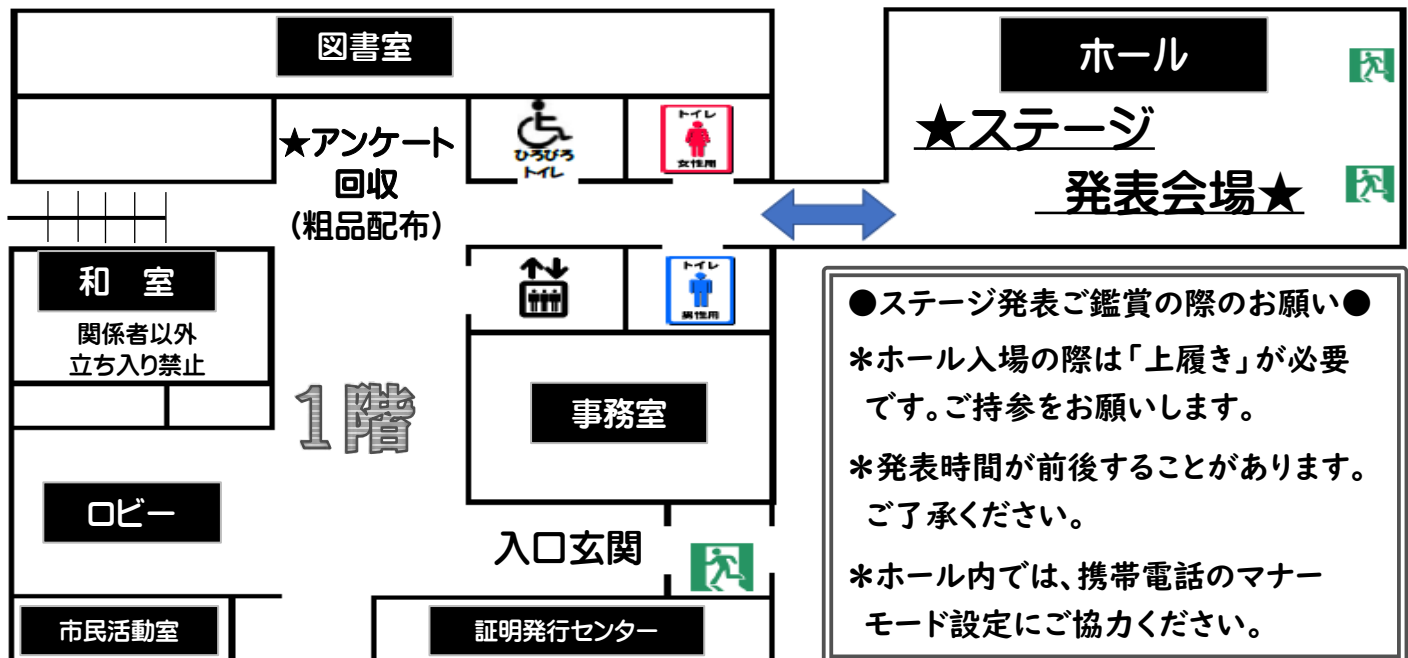 図書室
ホール
★アンケート
回収
（粗品配布）
ひろびろ
トイレ
トイレ
女性用
★ステージ
発表会場★
和　室
関係者以外
立ち入り禁止
トイレ
男性用
1階
事務室
ロビー
入口玄関
市民活動室
証明発行センター
●ステージ発表ご鑑賞の際のお願い●
＊ホール入場の際は「上履き」が必要
です。ご持参をお願いします。
＊発表時間が前後することがあります。
ご了承ください。
＊ホール内では、携帯電話のマナー
モード設定にご協力ください。